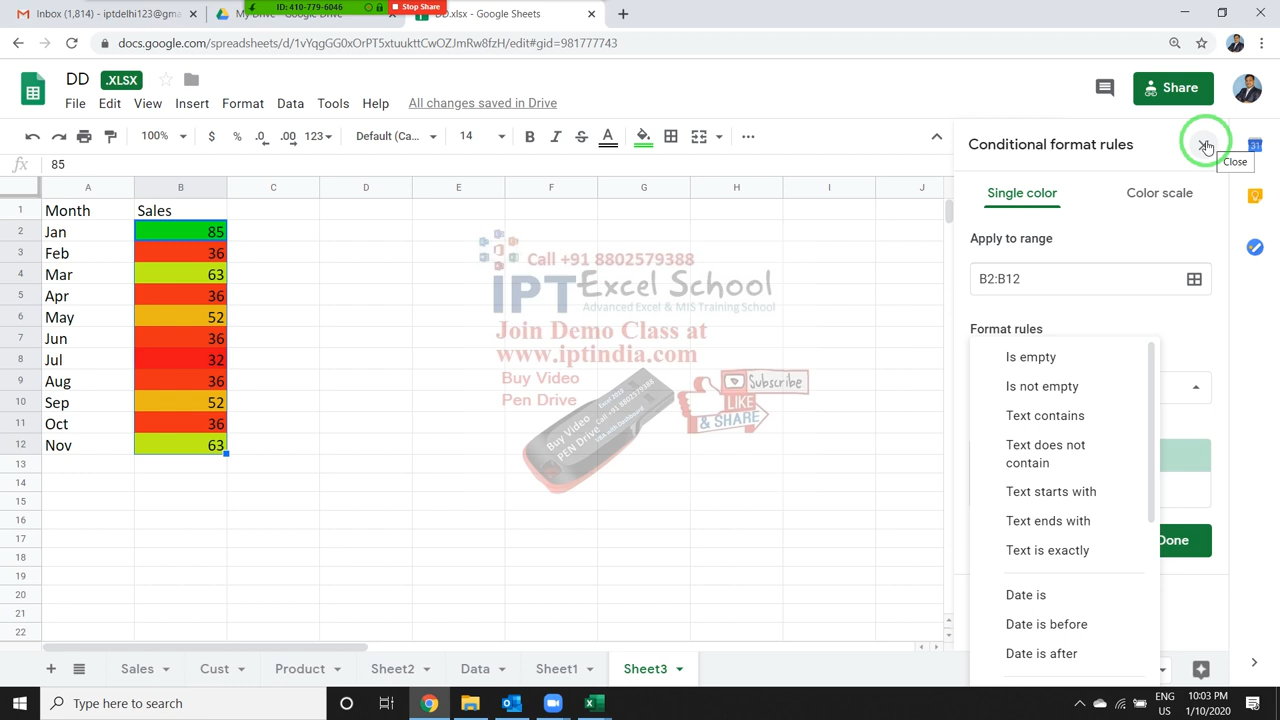 Inbox (1,814) - iptdelhi123@gm
My Drive - Google Drive
ID: 410-779-6046
Stop Share
DD.xlsx - Google Sheets
docs.google.com/spreadsheets/d/1vYqgGG0xOrPT5xtuukttCwOZJmRw8fzH/edit#gid=981777743
DD .XLSX
File Edit View Insert Format Data Tools Help All changes saved in Drive
Share
100% $ % .0 .00 123 Default (Ca... 14 B I S A
fx 85
A B C D E F G H I J
1 Month Sales
2 Jan 85
3 Feb 36
4 Mar 63
5 Apr 36
6 May 52
7 Jun 36
8 Jul 32
9 Aug 36
10 Sep 52
11 Oct 36
12 Nov 63
13
14
15
16
17
18
19
20
21
22
Call +91 8802579388
IPT Excel School
Advanced Excel & MIS Training School
Join Demo Class at
www.iptindia.com
Buy Video
Pen Drive
Subscribe
LIKE
& SHARE
Buy Video
PEN Drive
Conditional format rules
Close
31
Single color Color scale
Apply to range
B2:B12
Format rules
Is empty
Is not empty
Text contains
Text does not
contain
Text starts with
Text ends with
Text is exactly
Done
Date is
Date is before
Date is after
Sales Cust Product Sheet2 Data Sheet1 Sheet3
Type here to search
ENG
US
10:03 PM
1/10/2020